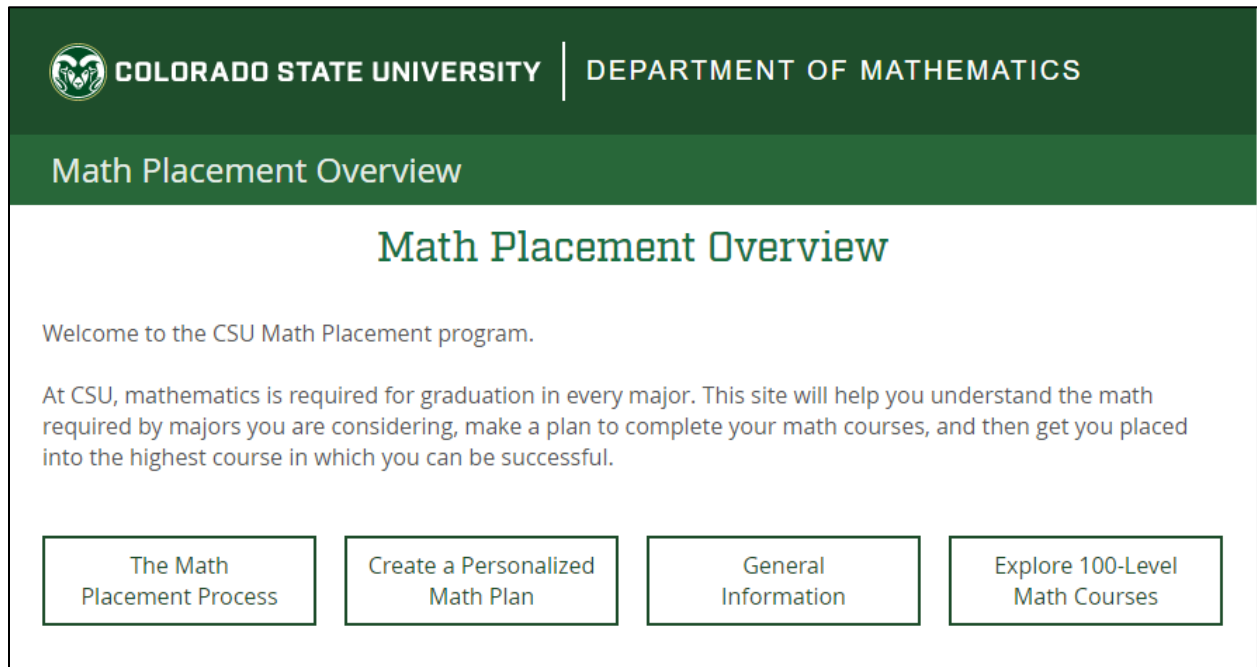 COLORADO STATE UNIVERSITY DEPARTMENT OF MATHEMATICS
Math Placement Overview
Math Placement Overview
Welcome to the CSU Math Placement program.
At CSU, mathematics is required for graduation in every major. This site will help you understand the math
required by majors you are considering, make a plan to complete your math courses, and then get you placed
into the highest course in which you can be successful.
The Math
Placement Process
Create a Personalized
Math Plan
General
Information
Explore 100-Level
Math Courses